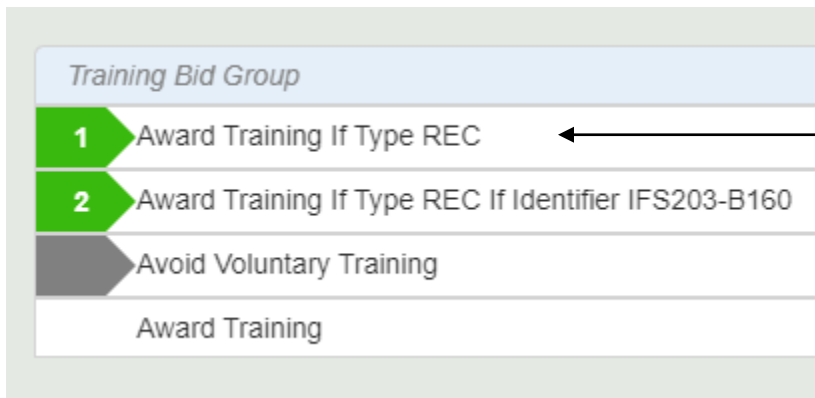 Training Bid Group
1 Award Training If Type REC
2 Award Training If Type REC If Identifier IFS203-B160
Avoid Voluntary Training
Award Training